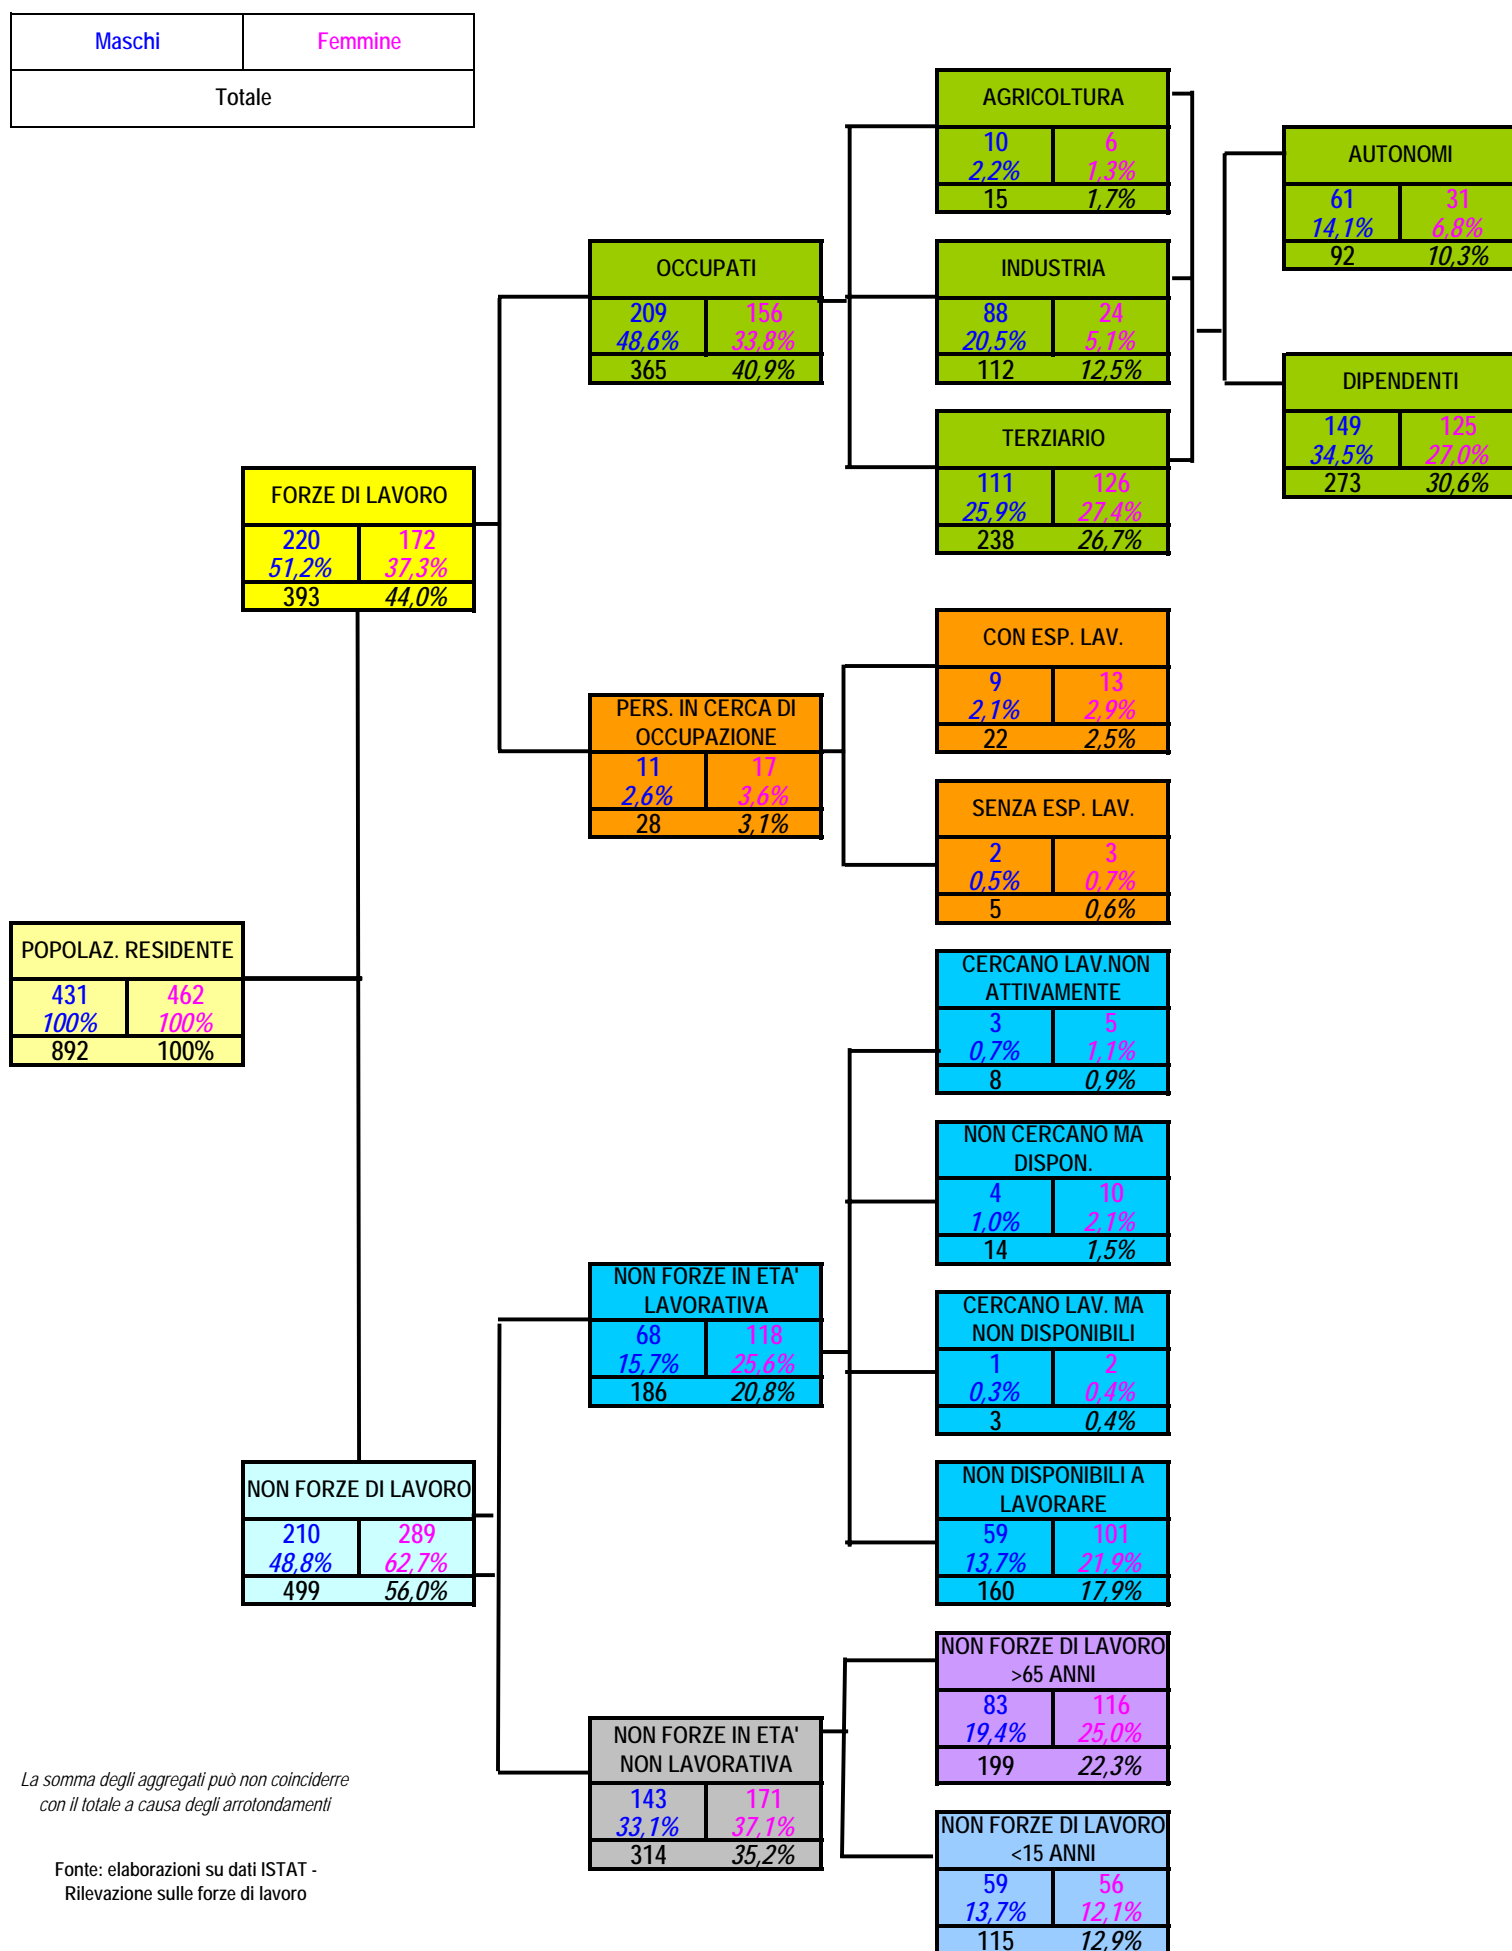 Maschi Femmine
Totale
AGRICOLTURA
10 6
2,2% 1,3%
15 1,7%
AUTONOMI
61 31
14,1% 6,8%
92 10,3%
OCCUPATI
209 156
48,6% 33,8%
365 40,9%
INDUSTRIA
88 24
20,5% 5,1%
112 12,5%
DIPENDENTI
149 125
34,5% 27,0%
273 30,6%
TERZIARIO
111 126
25,9% 27,4%
238 26,7%
FORZE DI LAVORO
220 172
51,2% 37,3%
393 44,0%
CON ESP. LAV.
9 13
2,1% 2,9%
22 2,5%
PERS. IN CERCA DI
OCCUPAZIONE
11 17
2,6% 3,6%
28 3,1%
SENZA ESP. LAV.
2 3
0,5% 0,7%
5 0,6%
POPOLAZ. RESIDENTE
431 462
100% 100%
892 100%
CERCANO LAV.NON
ATTIVAMENTE
3 5
0,7% 1,1%
8 0,9%
NON CERCANO MA
DISPON.
4 10
1,0% 2,1%
14 1,5%
NON FORZE IN ETA'
LAVORATIVA
68 118
15,7% 25,6%
186 20,8%
CERCANO LAV. MA
NON DISPONIBILI
1 2
0,3% 0,4%
3 0,4%
NON FORZE DI LAVORO
210 289
48,8% 62,7%
499 56,0%
NON DISPONIBILI A
LAVORARE
59 101
13,7% 21,9%
160 17,9%
NON FORZE DI LAVORO
>65 ANNI
83 116
19,4% 25,0%
199 22,3%
NON FORZE IN ETA'
NON LAVORATIVA
143 171
33,1% 37,1%
314 35,2%
NON FORZE DI LAVORO
<15 ANNI
59 56
13,7% 12,1%
115 12,9%
La somma degli aggregati può non coinciderre
con il totale a causa degli arrotondamenti
Fonte: elaborazioni su dati ISTAT -
Rilevazione sulle forze di lavoro